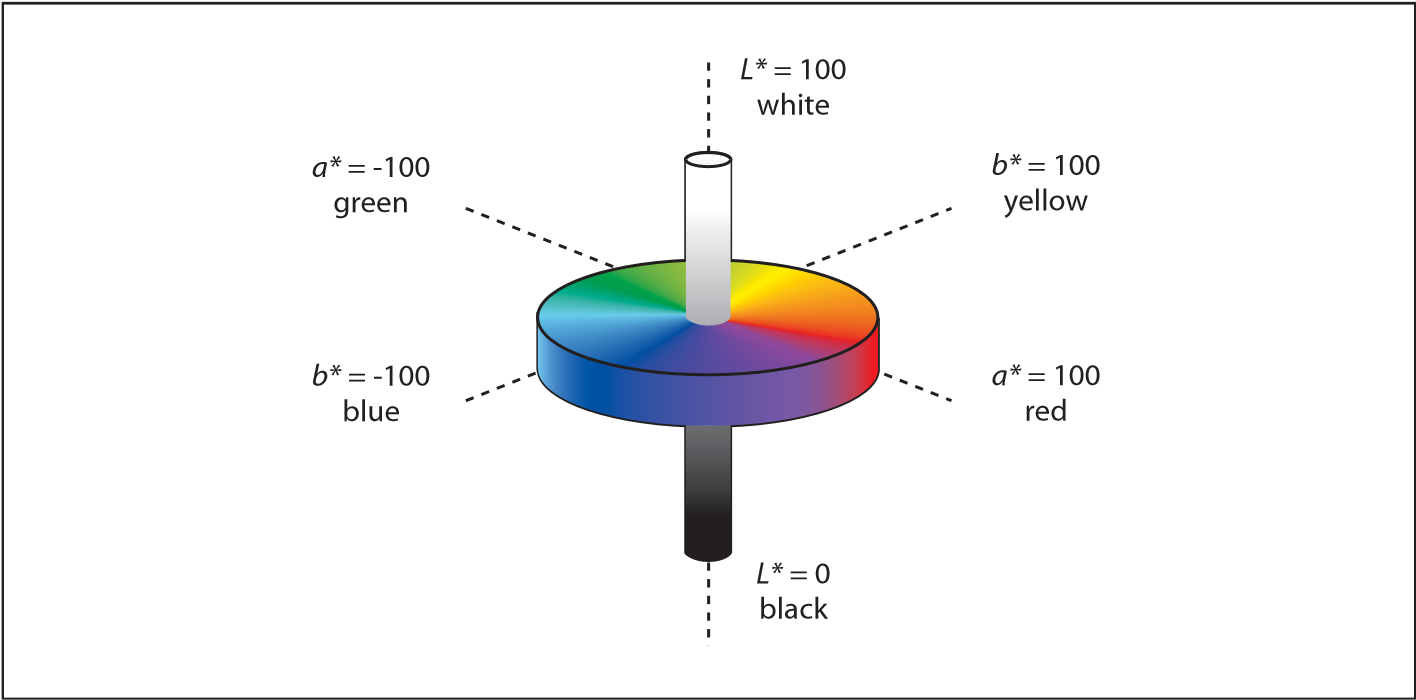 L* = 100
white
a* = -100
green
b* = 100
yellow
b* = -100
blue
a* = 100
red
L* = 0
black